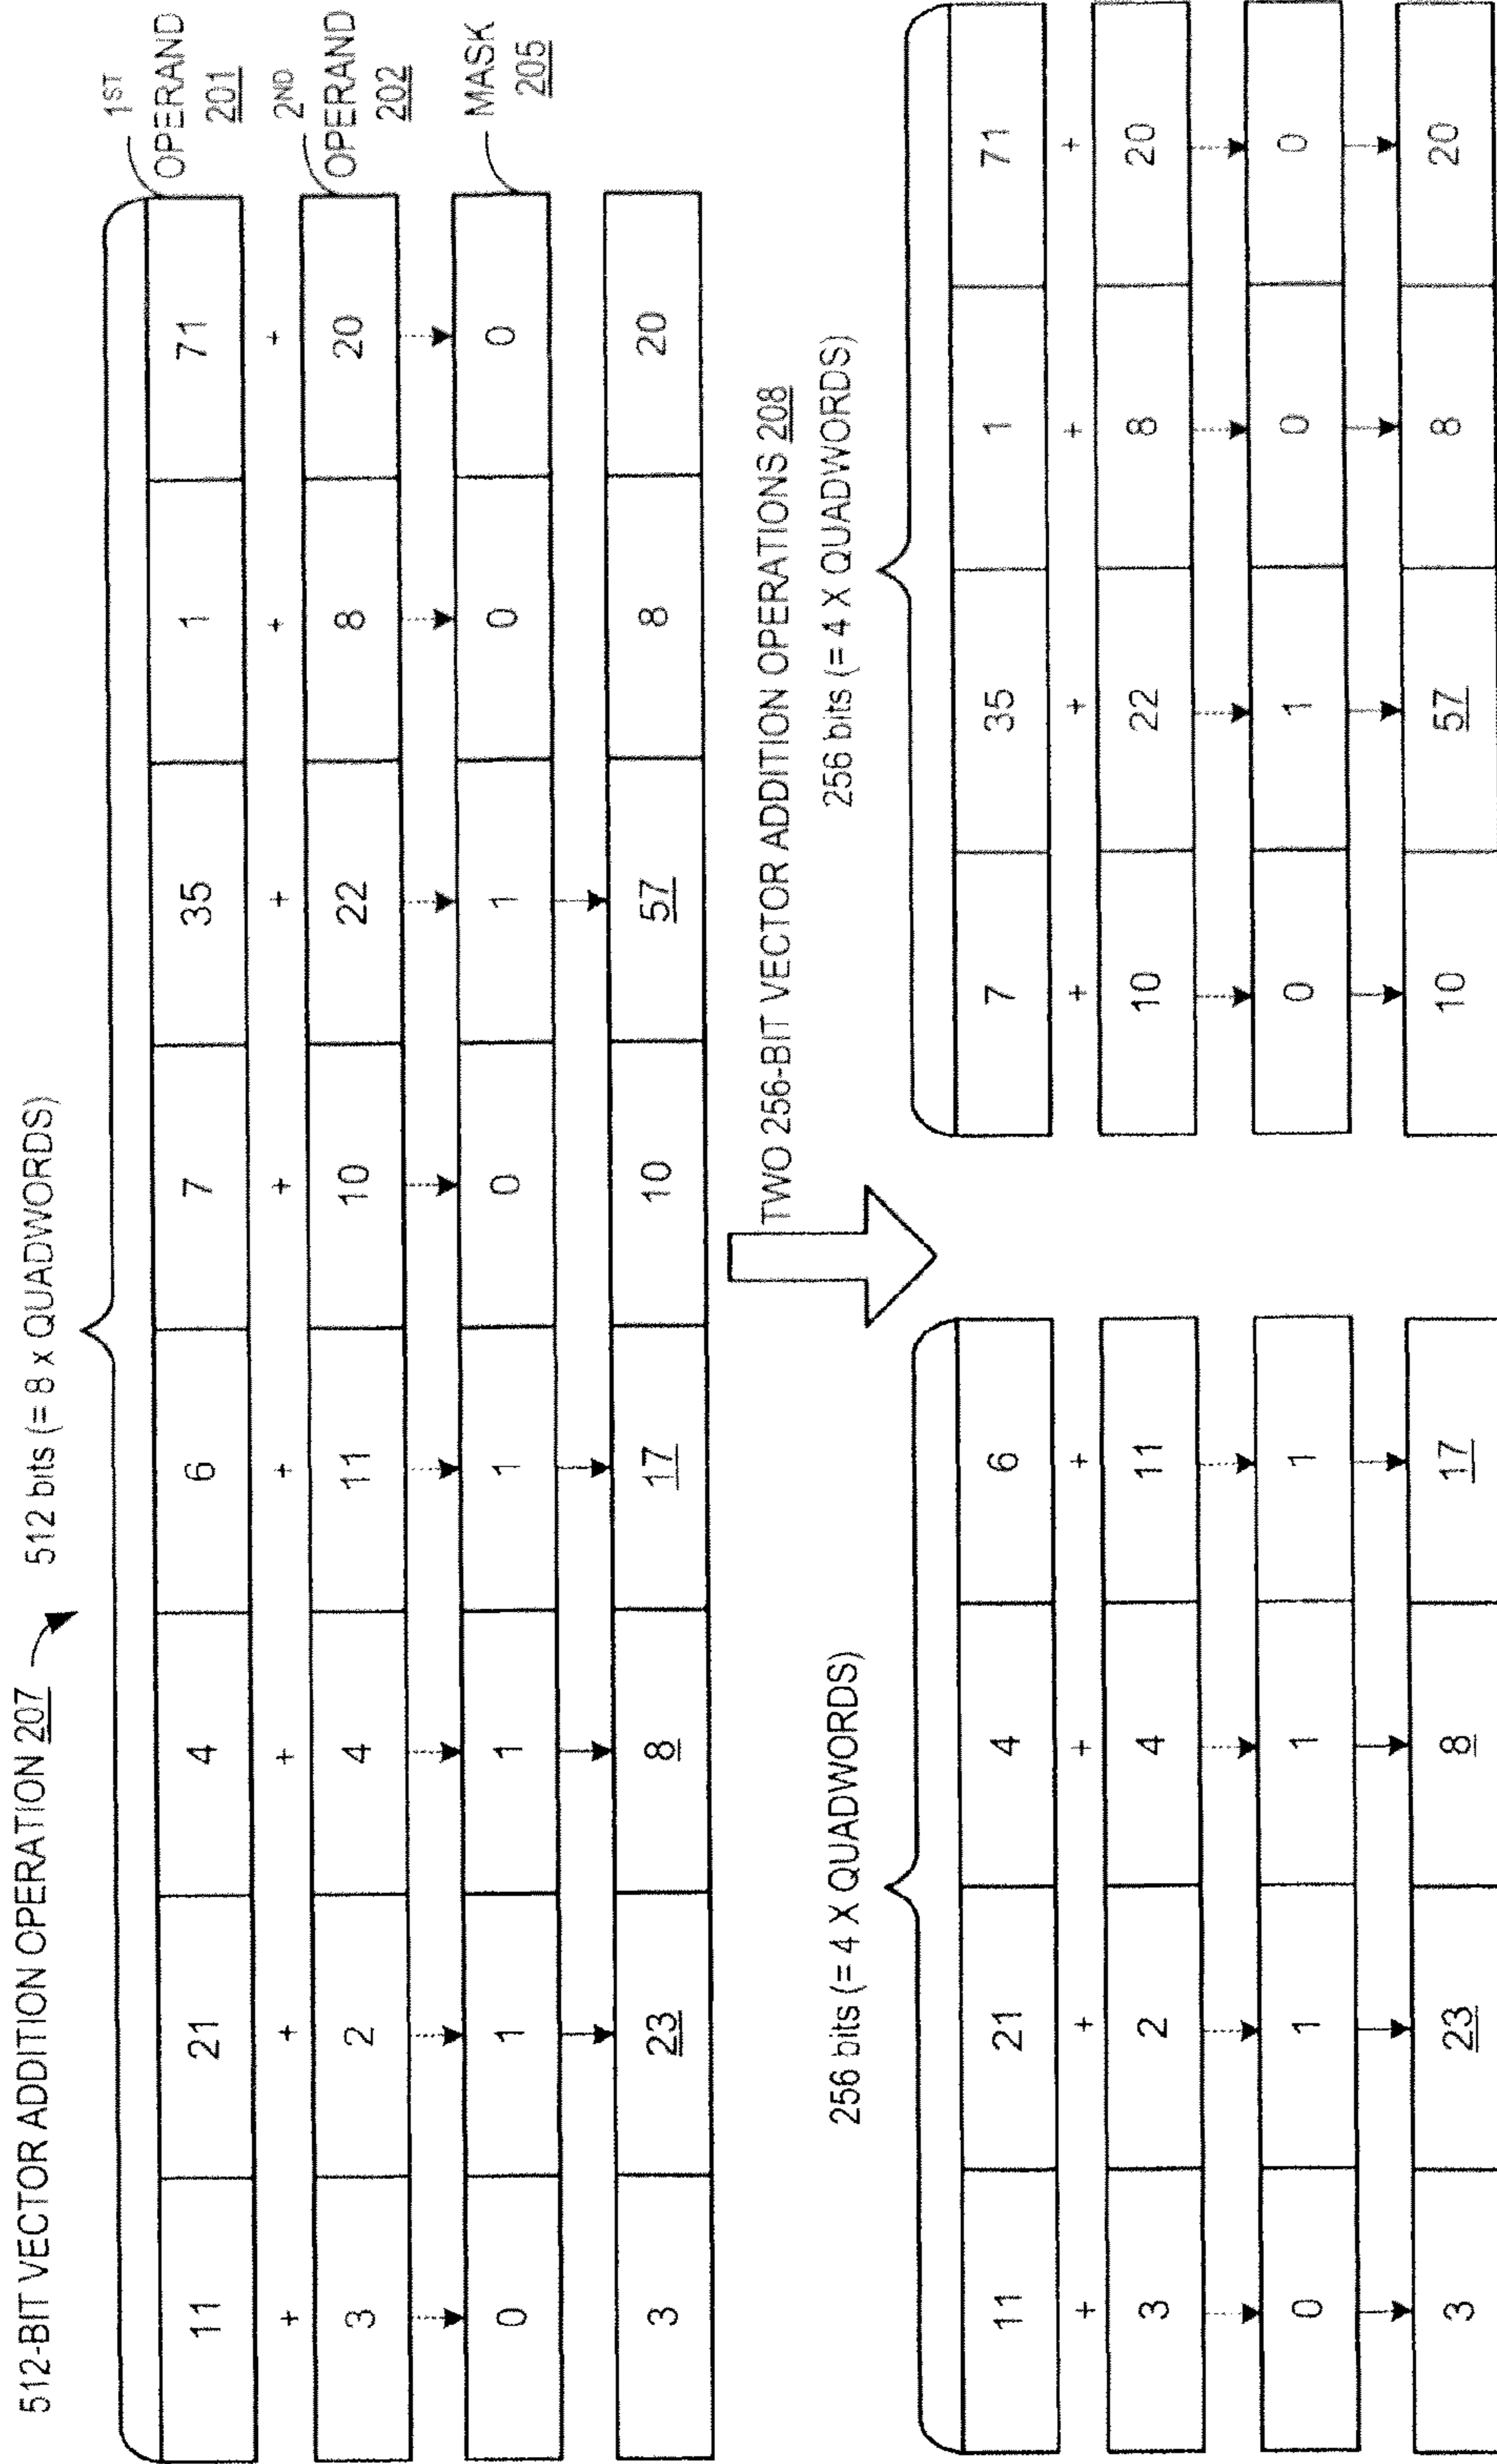 512-BIT VECTOR ADDITION OPERATION 207
512 bits (= 8 x QUADWORDS)
1ST
OPERAND
201
11 21 4 6 7 35 1 71
+ + + + + + + +
2ND
OPERAND
202
3 2 4 11 10 22 8 20
MASK
205
0 1 1 1 0 1 0 0
3 23 8 17 10 57 8 20
TWO 256-BIT VECTOR ADDITION OPERATIONS 208
256 bits (= 4 X QUADWORDS)
11 21 4 6
+ + + +
3 2 4 11
0 1 1 1
3 23 8 17
256 bits (= 4 X QUADWORDS)
7 35 1 71
+ + + +
10 22 8 20
0 1 0 0
10 57 8 20